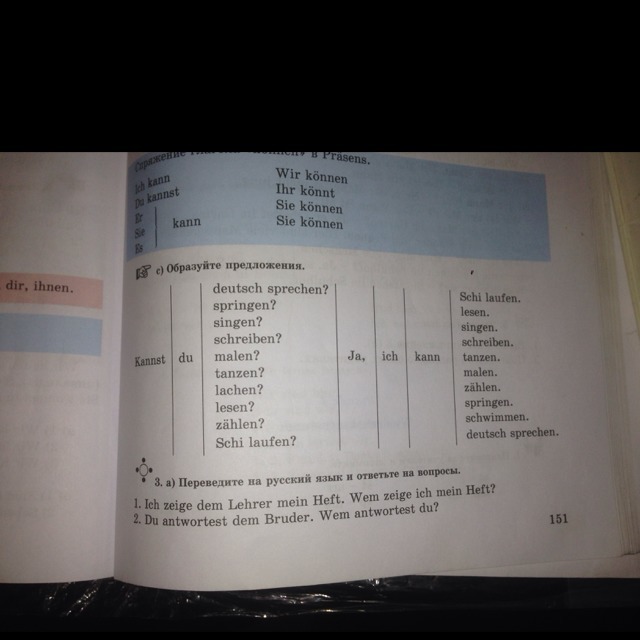 Спряжение глагола «können» в Präsens.
Ich kann Wir können
Du kannst Ihr könnt
Er Sie können
Sie kann Sie können
Es
dir, ihnen.
c) Образуйте предложения.
deutsch sprechen? Schi laufen.
springen? lesen.
singen? singen.
schreiben? schreiben.
Kannst du malen? Ja, ich kann tanzen.
tanzen? malen.
lachen? zählen.
lesen? springen.
zählen? schwimmen.
Schi laufen? deutsch sprechen.
3. a) Переведите на русский язык и ответьте на вопросы.
1. Ich zeige dem Lehrer mein Heft. Wem zeige ich mein Heft?
2. Du antwortest dem Bruder. Wem antwortest du?
151